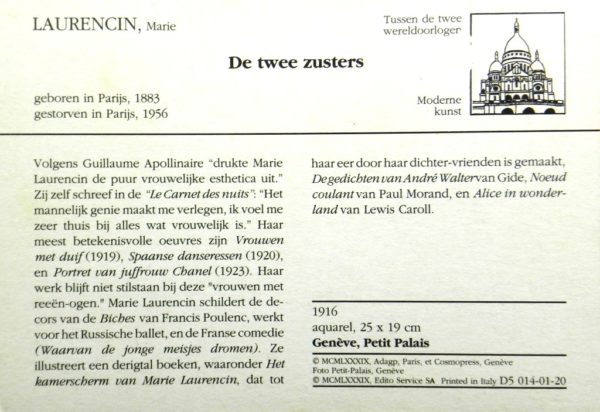 LAURENCIN, Marie
Tussen de twee
wereldoorloger
De twee zusters
geboren in Parijs, 1883
gestorven in Parijs, 1956
Moderne
kunst
Volgens Guillaume Apollinaire “drukte Marie
Laurencin de puur vrouwelijke esthetica uit.”
Zij zelf schreef in de “Le Carnet des nuits”: “Het
mannelijk genie maakt me verlegen, ik voel me
zeer thuis bij alles wat vrouwelijk is.” Haar
meest betekenisvolle oeuvres zijn Vrouwen
met duif (1919), Spaanse danseressen (1920),
en Portret van juffrouw Chanel (1923). Haar
werk blijft niet stilstaan bij deze "vrouwen met
reeën-ogen." Marie Laurencin schildert de de-
cors van de Biches van Francis Poulenc, werkt
voor het Russische ballet, en de Franse comedie
(Waarvan de jonge meisjes dromen). Ze
illustreert een derigtal boeken, waaronder Het
kamerscherm van Marie Laurencin, dat tot
haar eer door haar dichter-vrienden is gemaakt,
De gedichten van André Walter van Gide, Noeud
coulant van Paul Morand, en Alice in wonder-
land van Lewis Caroll.
1916
aquarel, 25 x 19 cm
Genève, Petit Palais
© MCMLXXXIX, Adagp, Paris, et Cosmopress, Genève
Foto Petit-Palais, Genève
© MCMLXXXIX, Edito Service SA Printed in Italy D5 014-01-20